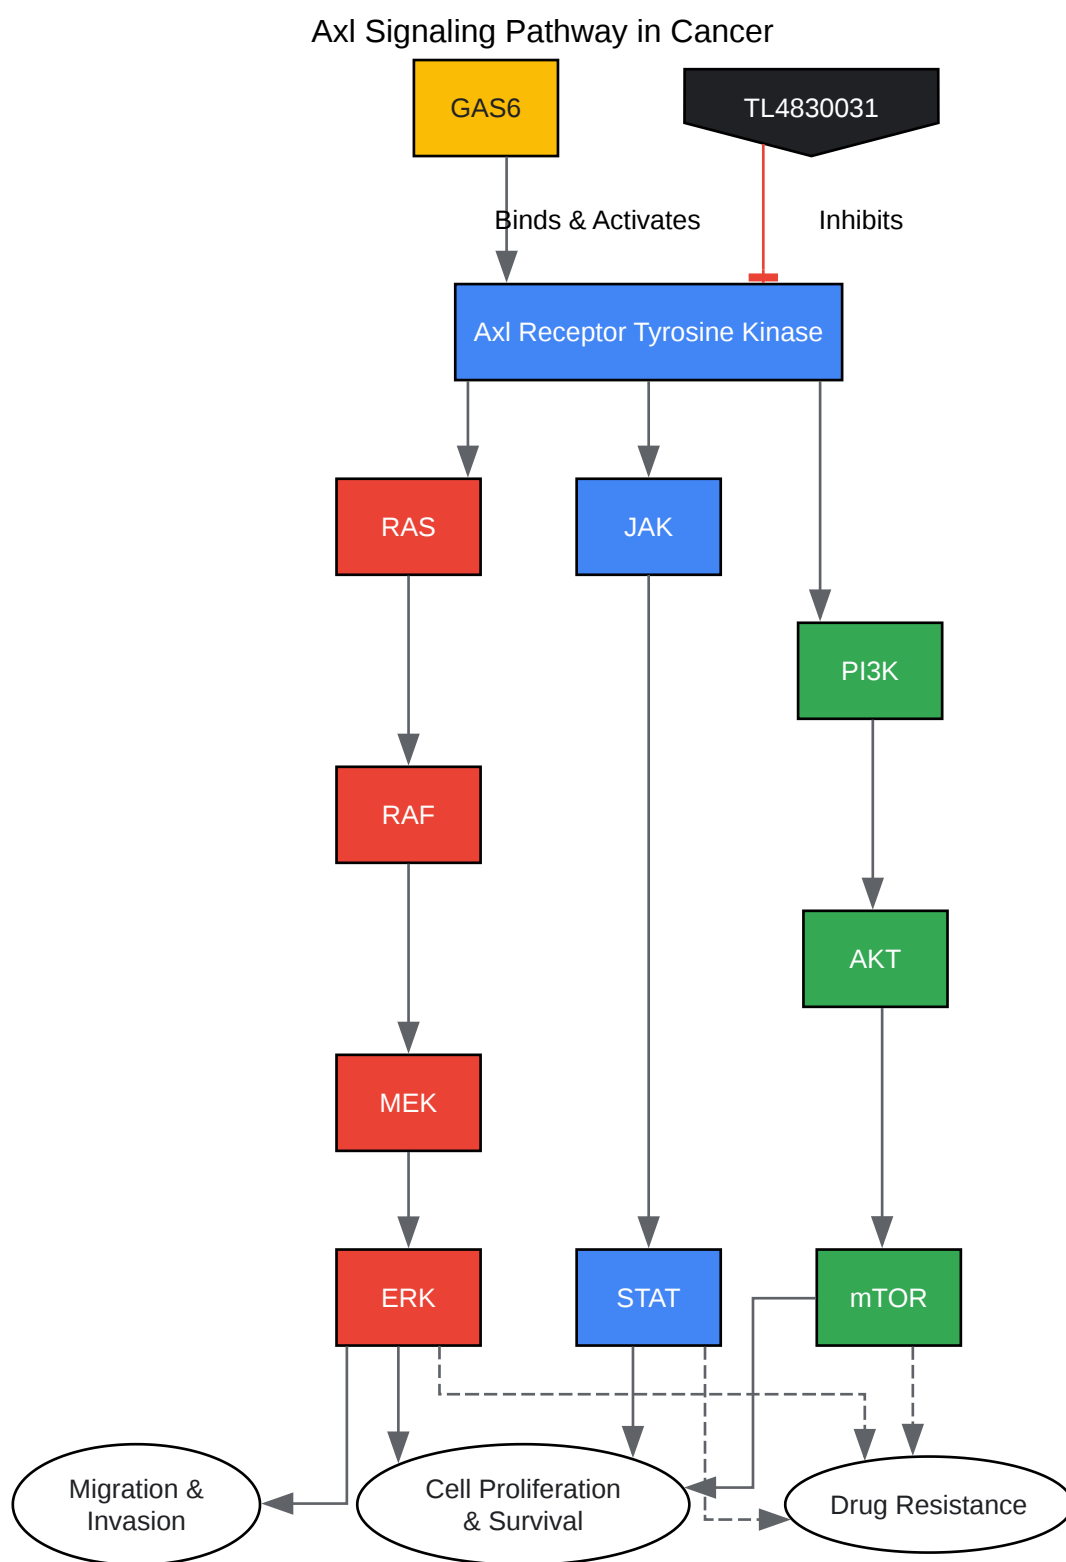 Axl Signaling Pathway in Cancer
GAS6
TL4830031
Binds & Activates
Inhibits
Axl Receptor Tyrosine Kinase
RAS
JAK
PI3K
RAF
AKT
MEK
ERK
STAT
mTOR
Migration &
Invasion
Cell Proliferation
& Survival
Drug Resistance